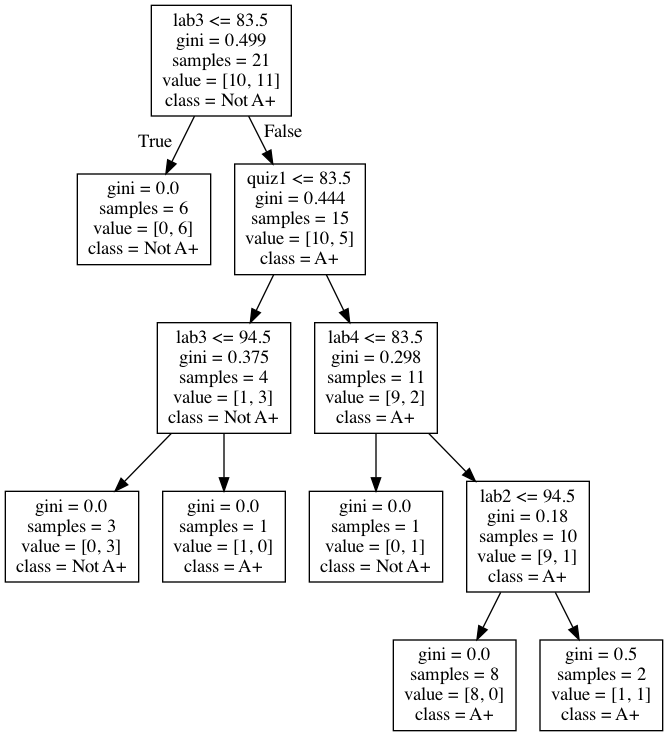 lab3 <= 83.5
gini = 0.499
samples = 21
value = [10, 11]
class = Not A+
True
False
gini = 0.0
samples = 6
value = [0, 6]
class = Not A+
quiz1 <= 83.5
gini = 0.444
samples = 15
value = [10, 5]
class = A+
lab3 <= 94.5
gini = 0.375
samples = 4
value = [1, 3]
class = Not A+
lab4 <= 83.5
gini = 0.298
samples = 11
value = [9, 2]
class = A+
gini = 0.0
samples = 3
value = [0, 3]
class = Not A+
gini = 0.0
samples = 1
value = [1, 0]
class = A+
gini = 0.0
samples = 1
value = [0, 1]
class = Not A+
lab2 <= 94.5
gini = 0.18
samples = 10
value = [9, 1]
class = A+
gini = 0.0
samples = 8
value = [8, 0]
class = A+
gini = 0.5
samples = 2
value = [1, 1]
class = A+